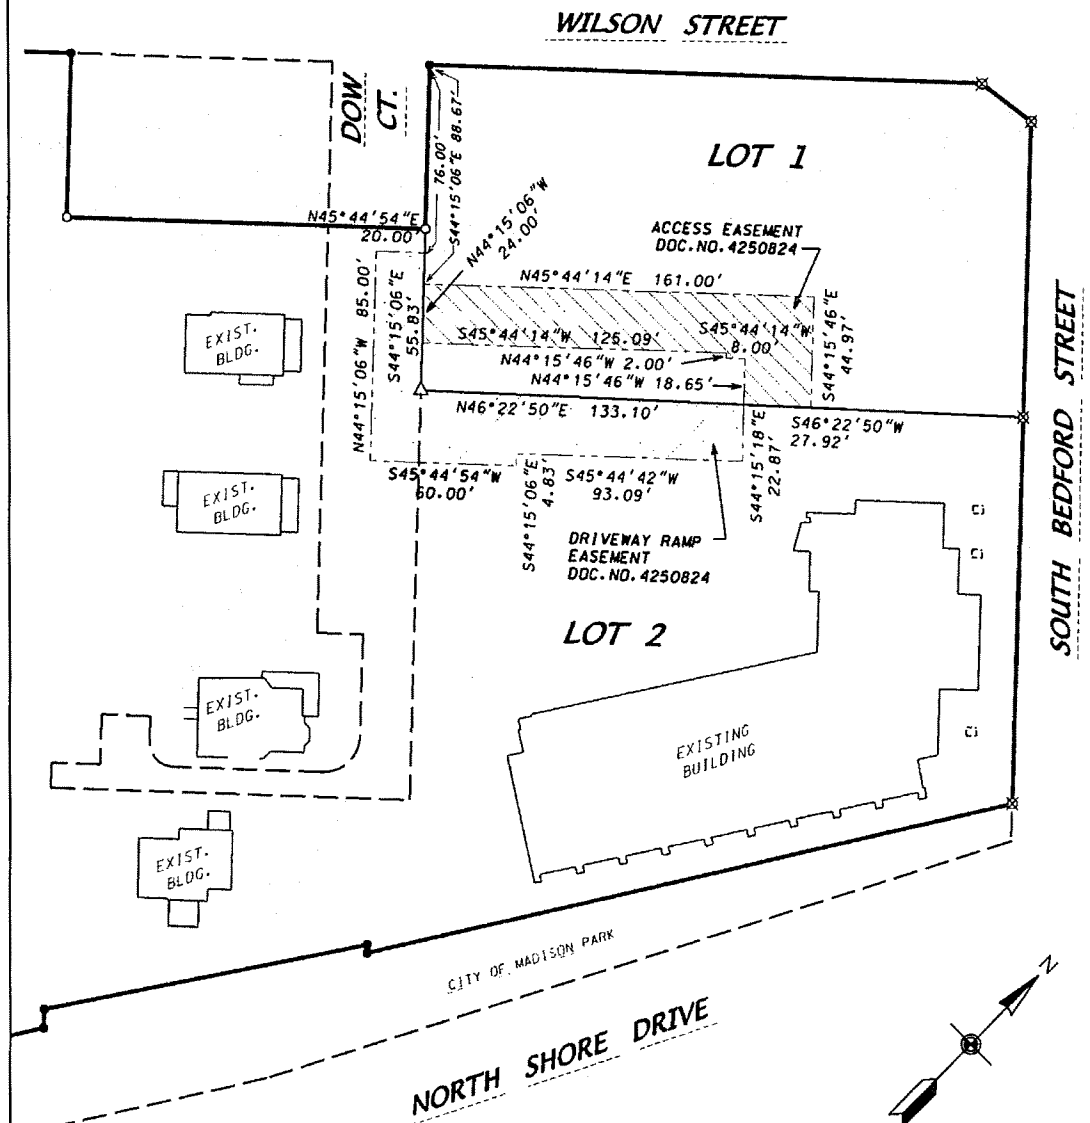 WILSON STREET
DOW
CT.
76.00'
S44°15'06"E 88.67'
LOT 1
N45°44'54"E
20.00'
N44°15'06"W
24.00'
ACCESS EASEMENT
DOC.NO.4250824
N45°44'14"E 161.00'
N44°15'06"W 85.00'
S44°15'06"E
55.83'
S45°44'14"W 125.09
S45°44'14"W
8.00'
S44°15'46"E
44.97'
N44°15'46"W 2.00'
N44°15'46"W 18.65'
EXIST.
BLDG.
N46°22'50"E 133.10'
S46°22'50"W
27.92'
S44°15'18"E
22.87'
S45°44'54"W
60.00'
S44°15'06"E
4.83'
S45°44'42"W
93.09'
EXIST.
BLDG.
DRIVEWAY RAMP
EASEMENT
DOC.NO.4250824
SOUTH BEDFORD STREET
LOT 2
EXIST.
BLDG.
EXISTING
BUILDING
EXIST.
BLDG.
CITY OF MADISON PARK
NORTH SHORE DRIVE
N